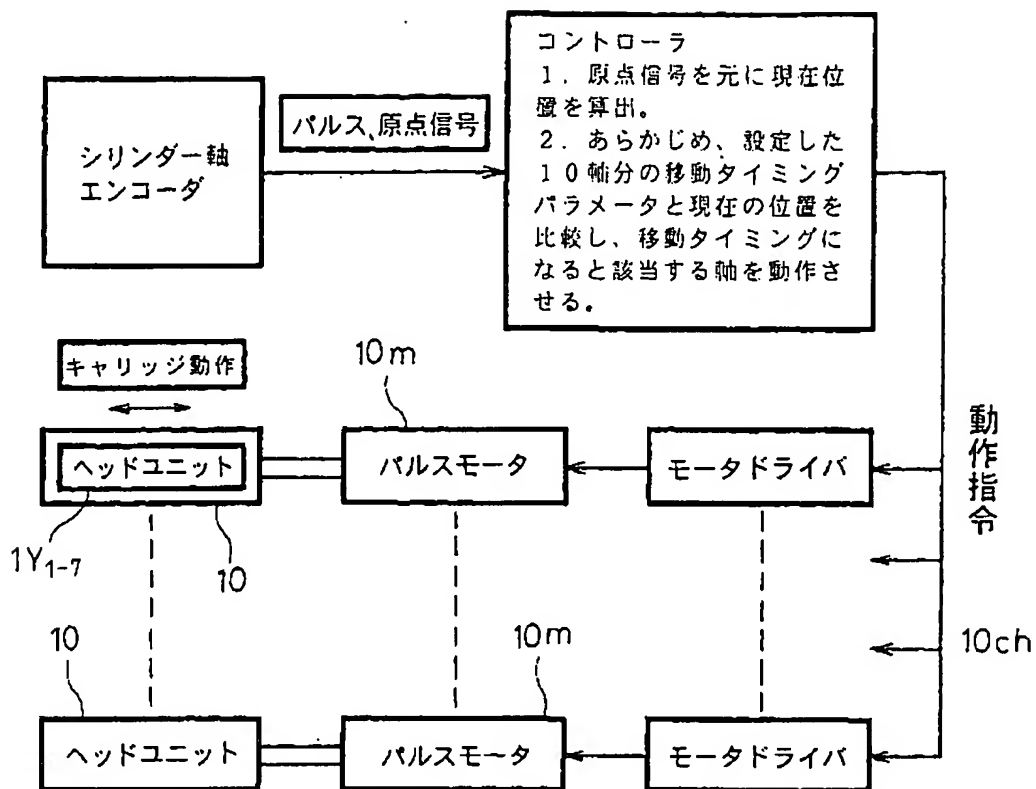 シリンダー軸
エンコーダ
パルス、原点信号
コントローラ
1．原点信号を元に現在位
置を算出。
2．あらかじめ、設定した
10軸分の移動タイミング
パラメータと現在の位置を
比較し、移動タイミングに
なると該当する軸を動作さ
せる。
キャリッジ動作
10m
ヘッドユニット
パルスモータ
モータドライバ
動作指令
1Y1-7
10
10
10m
10ch
ヘッドユニット
パルスモータ
モータドライバ